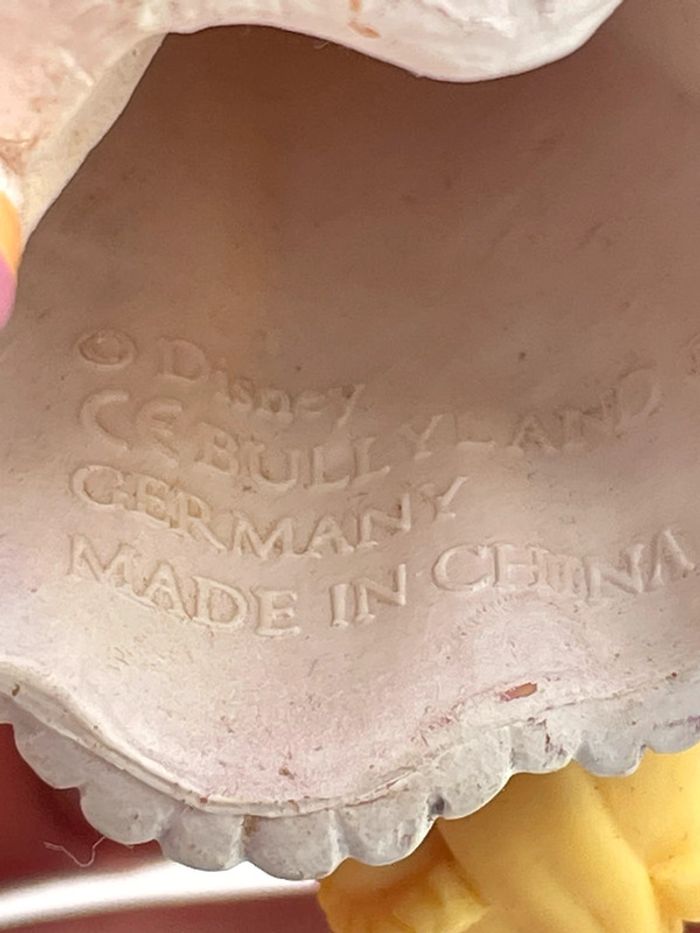 © Disney
CE BULLYLAND
GERMANY
MADE IN CHINA